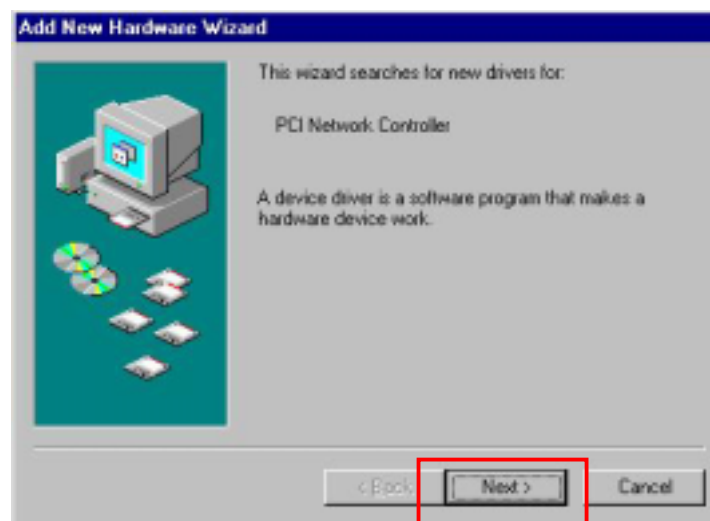 Add New Hardware Wizard
This wizard searches for new drivers for:
PCI Network Controller
A device driver is a software program that makes a
hardware device work.
< Back
Next >
Cancel